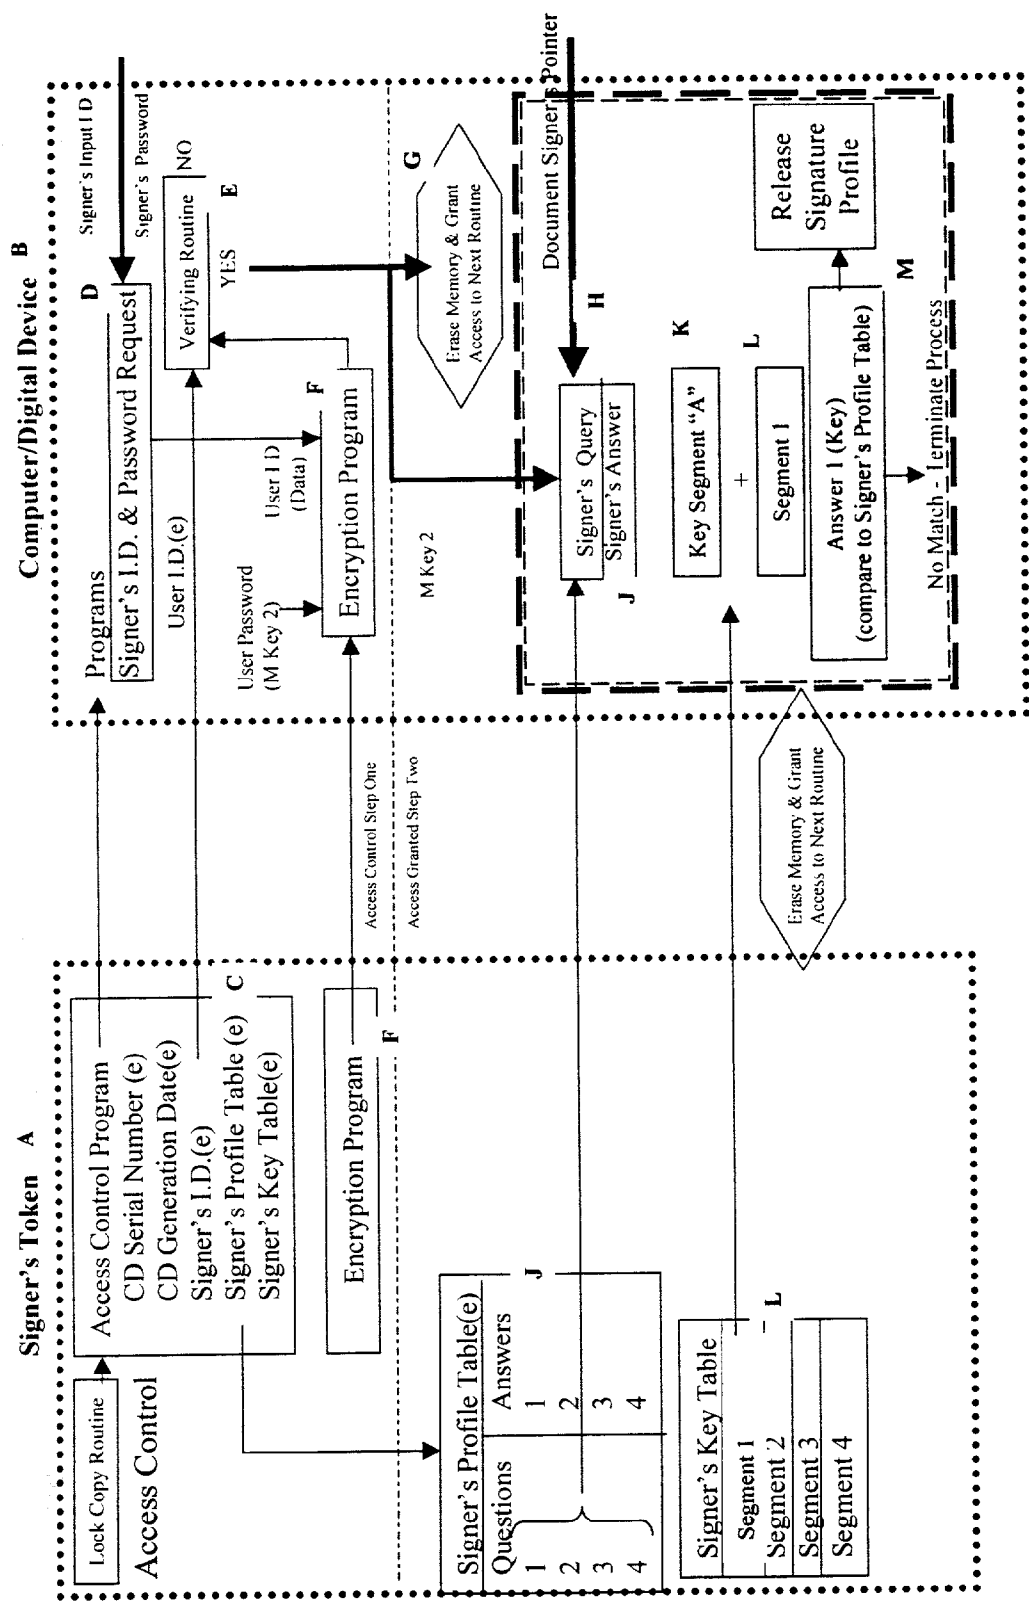 Signer's Token A
Lock Copy Routine
Access Control
Access Control Program
CD Serial Number (e)
CD Generation Date(e)
Signer's I.D.(e)
Signer's Profile Table (e)
Signer's Key Table(e)
C
Encryption Program
F
Signer's Profile Table(e)
Questions Answers
1 1
2 2
3 3
4 4
J
Signer's Key Table
Segment 1
Segment 2
Segment 3
Segment 4
L
Access Control Step One
Access Granted Step Two
Erase Memory & Grant
Access to Next Routine
Computer/Digital Device B
Signer's Input I D
Signer's Password
Programs
D
Signer's I.D. & Password Request
User I.D.(e)
Verifying Routine
NO
YES
E
User Password
(M Key 2)
User I D
(Data)
F
Encryption Program
M Key 2
G
Erase Memory & Grant
Access to Next Routine
Document Signer's Pointer
H
Signer's Query
Signer's Answer
J
K
Key Segment "A"
+
L
Segment 1
Answer 1 (Key)
(compare to Signer's Profile Table)
M
Release
Signature
Profile
No Match - Terminate Process